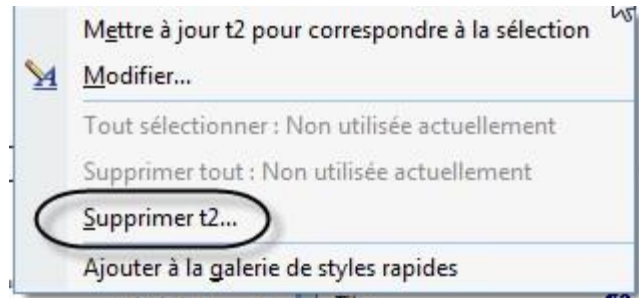 Mettre à jour t2 pour correspondre à la sélection
Modifier...
Tout sélectionner : Non utilisée actuellement
Supprimer tout : Non utilisée actuellement
Supprimer t2...
Ajouter à la galerie de styles rapides